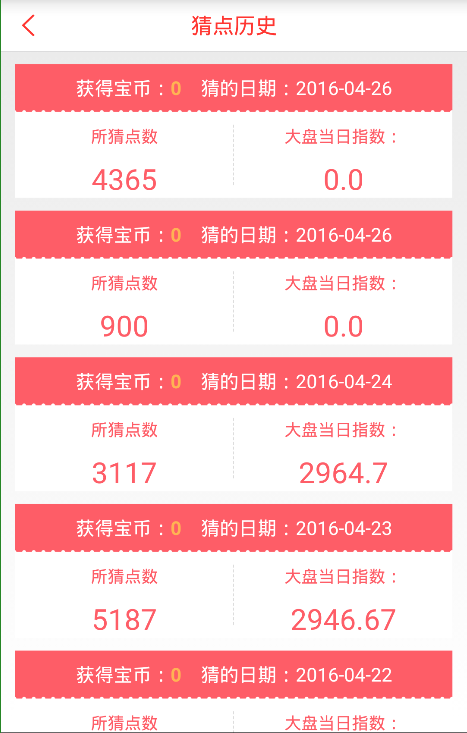 猜点历史
获得宝币：0 猜的日期：2016-04-26
所猜点数 大盘当日指数：
4365 0.0
获得宝币：0 猜的日期：2016-04-26
所猜点数 大盘当日指数：
900 0.0
获得宝币：0 猜的日期：2016-04-24
所猜点数 大盘当日指数：
3117 2964.7
获得宝币：0 猜的日期：2016-04-23
所猜点数 大盘当日指数：
5187 2946.67
获得宝币：0 猜的日期：2016-04-22
所猜点数 大盘当日指数：